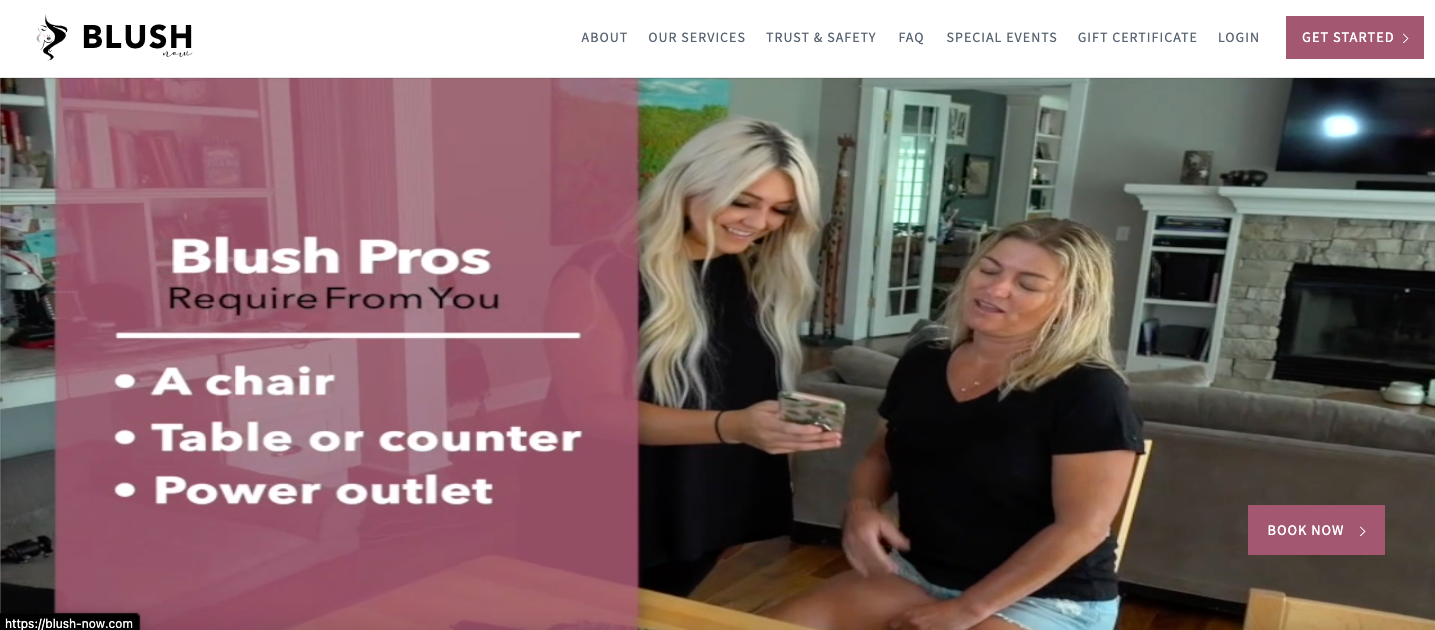 BLUSH
now
ABOUT
OUR SERVICES
TRUST & SAFETY
FAQ
SPECIAL EVENTS
GIFT CERTIFICATE
LOGIN
GET STARTED >
Blush Pros
Require From You
• A chair
• Table or counter
• Power outlet
BOOK NOW >
https://blush-now.com